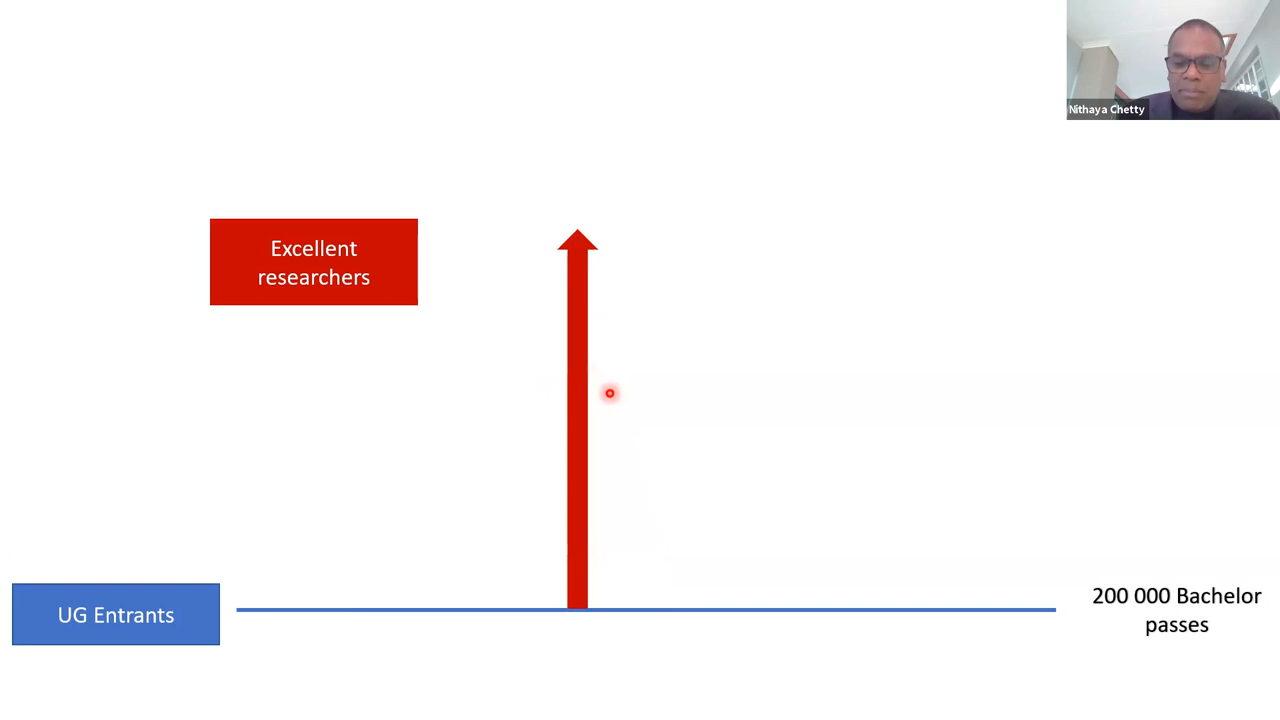 Nithaya Chetty
Excellent
researchers
UG Entrants
200 000 Bachelor
passes